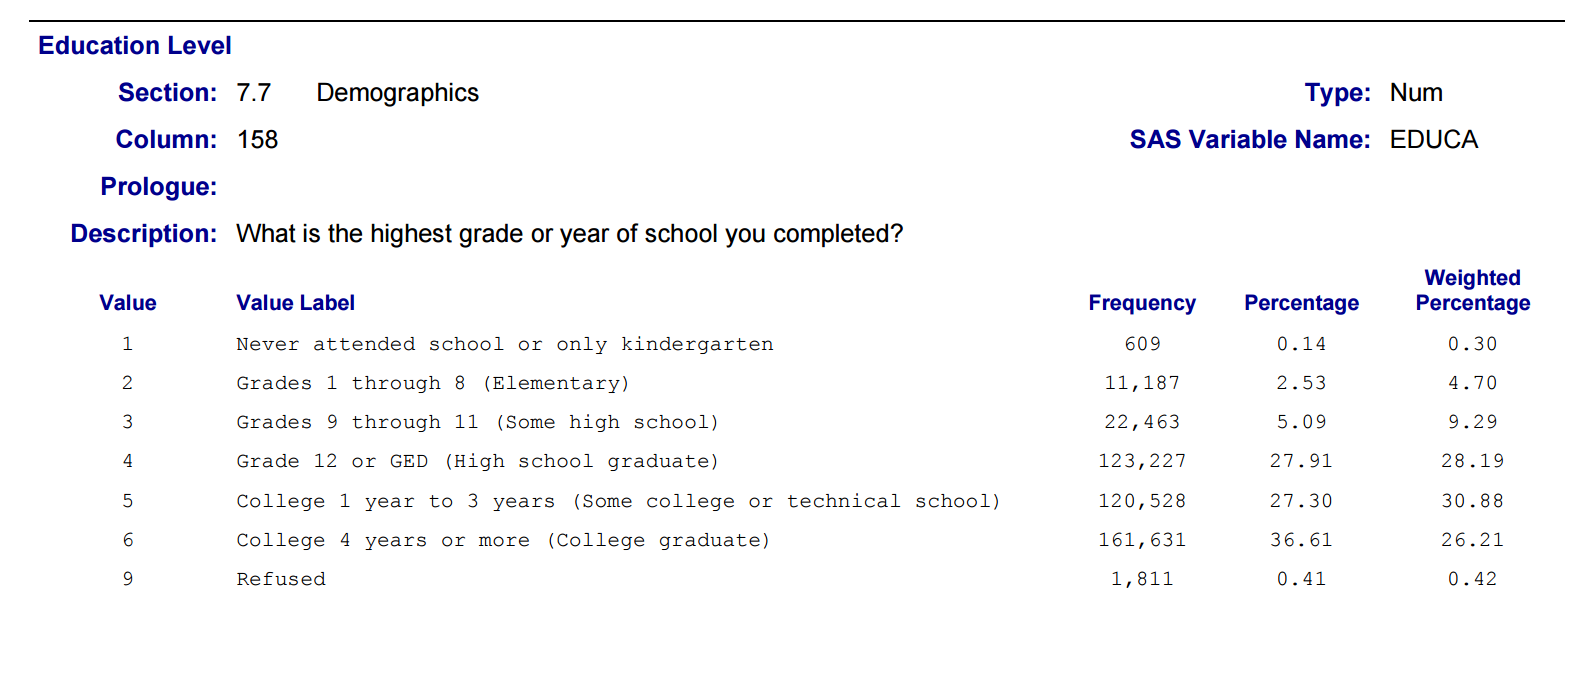 Education Level
Section: 7.7 Demographics Type: Num
Column: 158 SAS Variable Name: EDUCA
Prologue:
Description: What is the highest grade or year of school you completed?
Value Value Label Frequency Percentage Weighted Percentage
1 Never attended school or only kindergarten 609 0.14 0.30
2 Grades 1 through 8 (Elementary) 11,187 2.53 4.70
3 Grades 9 through 11 (Some high school) 22,463 5.09 9.29
4 Grade 12 or GED (High school graduate) 123,227 27.91 28.19
5 College 1 year to 3 years (Some college or technical school) 120,528 27.30 30.88
6 College 4 years or more (College graduate) 161,631 36.61 26.21
9 Refused 1,811 0.41 0.42